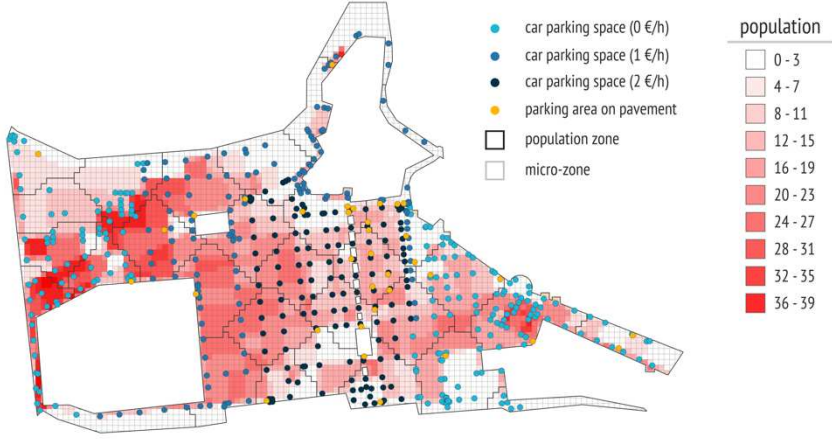 car parking space (0 €/h)
car parking space (1 €/h)
car parking space (2 €/h)
parking area on pavement
population zone
micro-zone
population
0 - 3
4 - 7
8 - 11
12 - 15
16 - 19
20 - 23
24 - 27
28 - 31
32 - 35
36 - 39